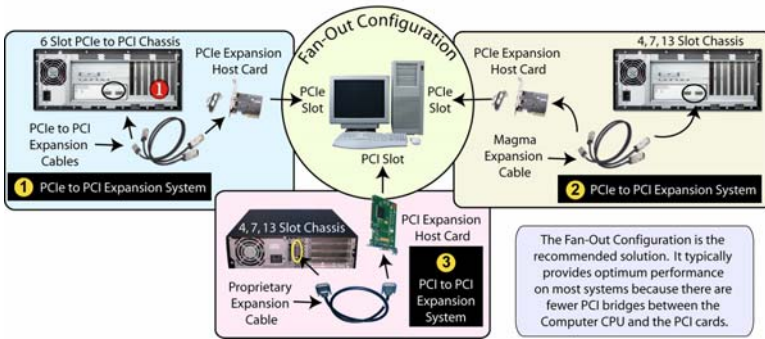 Fan-Out Configuration
6 Slot PCIe to PCI Chassis
1
PCIe Expansion
Host Card
PCIe
Slot
PCIe to PCI
Expansion
Cables
1 PCIe to PCI Expansion System
PCI Slot
PCIe
Slot
PCIe Expansion
Host Card
4, 7, 13 Slot Chassis
Magma
Expansion
Cable
2 PCIe to PCI Expansion System
4, 7, 13 Slot Chassis
PCI Expansion
Host Card
Proprietary
Expansion
Cable
3
PCI to PCI
Expansion
System
The Fan-Out Configuration is the
recommended solution. It typically
provides optimum performance
on most systems because there are
fewer PCI bridges between the
Computer CPU and the PCI cards.